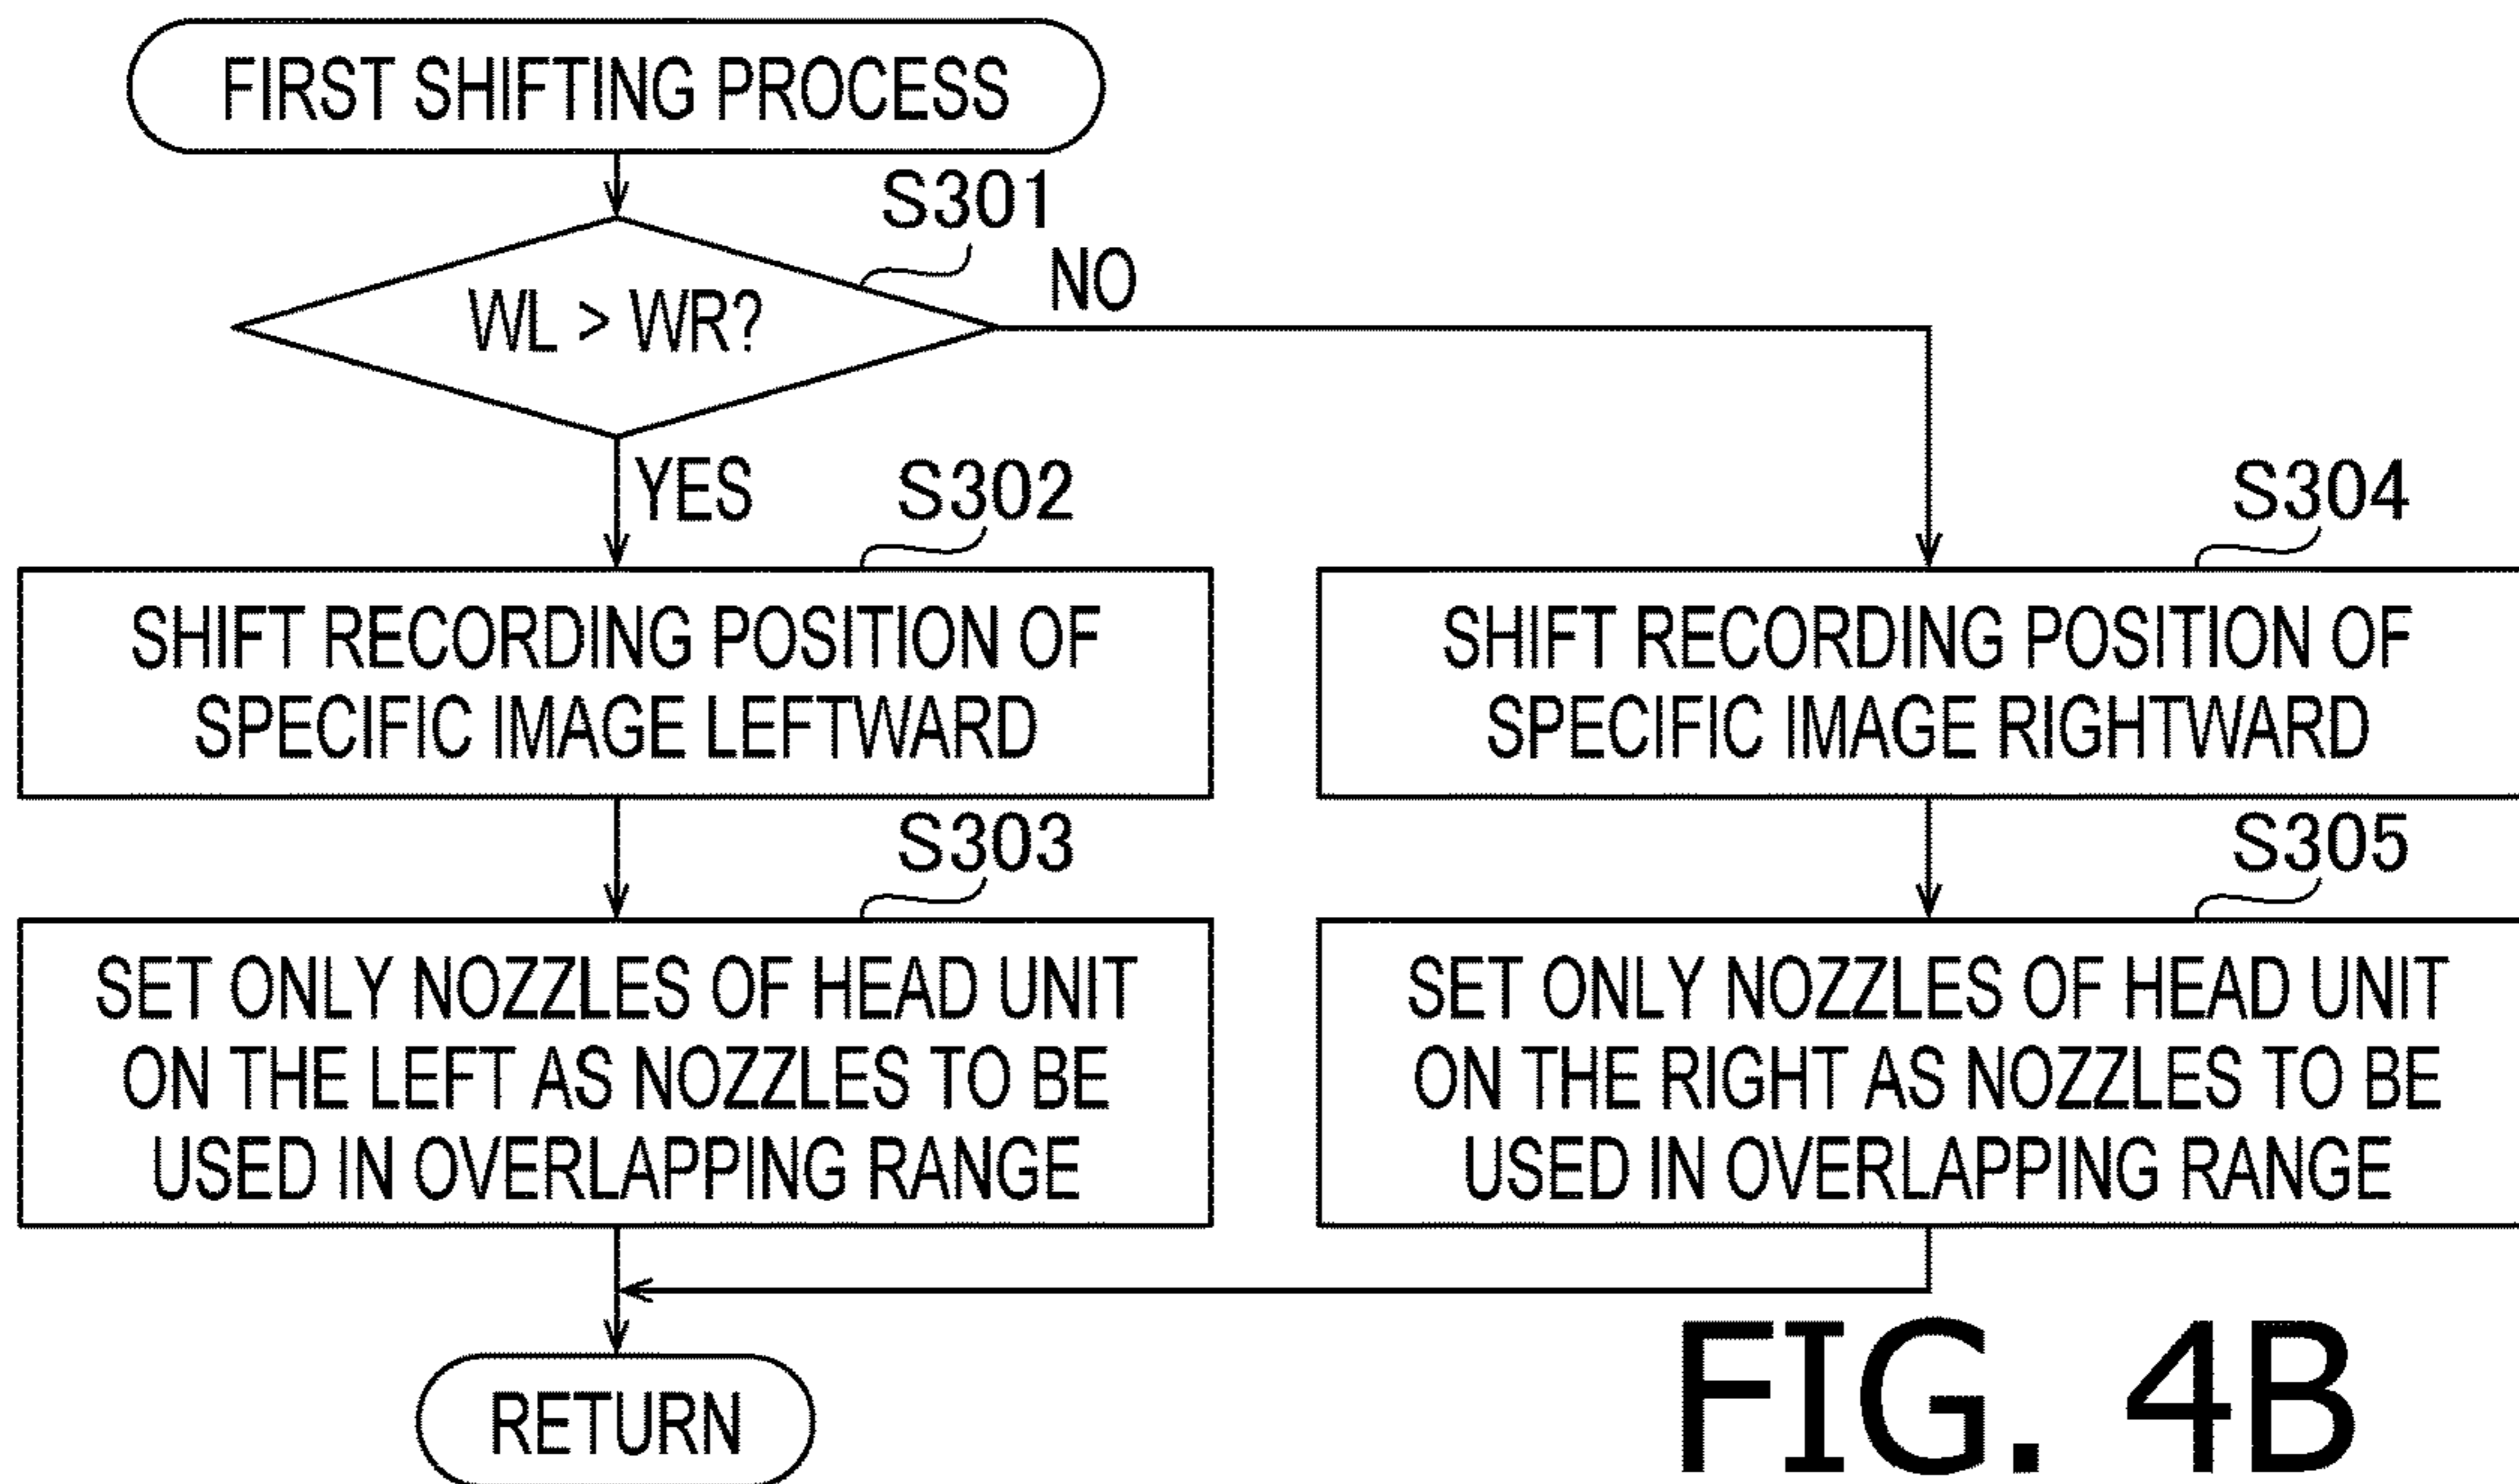 FIRST SHIFTING PROCESS
S301
WL > WR?
NO
YES
S302
SHIFT RECORDING POSITION OF
SPECIFIC IMAGE LEFTWARD
S303
SET ONLY NOZZLES OF HEAD UNIT
ON THE LEFT AS NOZZLES TO BE
USED IN OVERLAPPING RANGE
S304
SHIFT RECORDING POSITION OF
SPECIFIC IMAGE RIGHTWARD
S305
SET ONLY NOZZLES OF HEAD UNIT
ON THE RIGHT AS NOZZLES TO BE
USED IN OVERLAPPING RANGE
RETURN
FIG. 4B